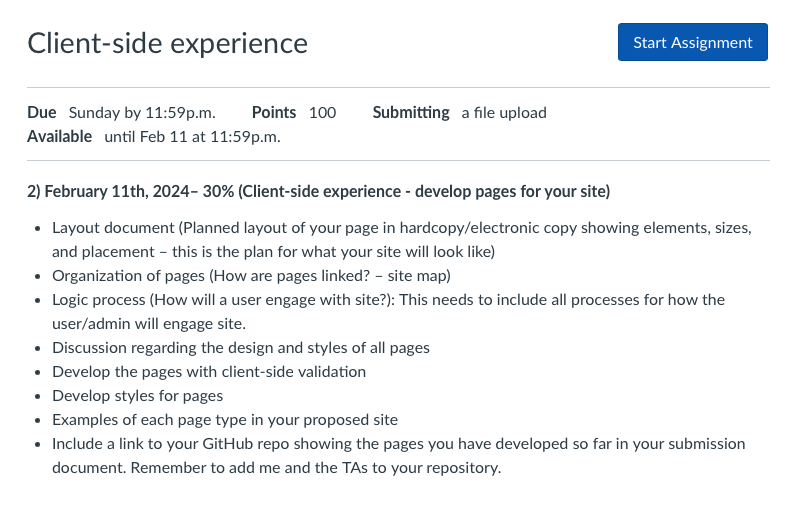 Client-side experience
Start Assignment
Due Sunday by 11:59p.m. Points 100 Submitting a file upload
Available until Feb 11 at 11:59p.m.
2) February 11th, 2024– 30% (Client-side experience - develop pages for your site)
• Layout document (Planned layout of your page in hardcopy/electronic copy showing elements, sizes,
and placement – this is the plan for what your site will look like)
• Organization of pages (How are pages linked? – site map)
• Logic process (How will a user engage with site?): This needs to include all processes for how the
user/admin will engage site.
• Discussion regarding the design and styles of all pages
• Develop the pages with client-side validation
• Develop styles for pages
• Examples of each page type in your proposed site
• Include a link to your GitHub repo showing the pages you have developed so far in your submission
document. Remember to add me and the TAs to your repository.